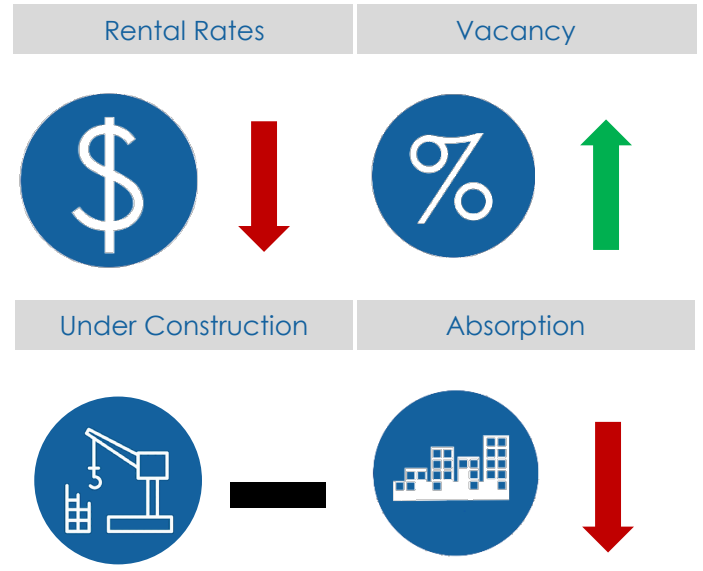 Rental Rates
Vacancy
$
%
Under Construction
Absorption